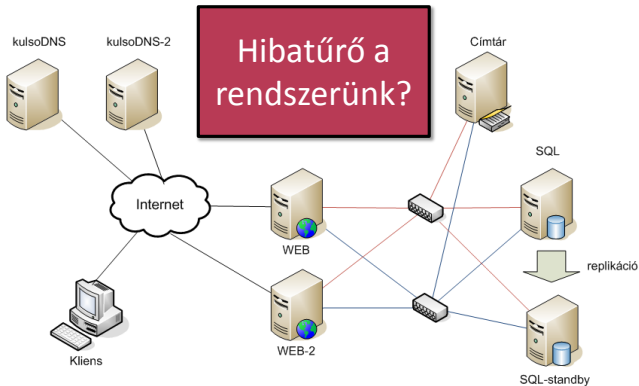 kulsoDNS
kulsoDNS-2
Hibatűrő a
rendszerünk?
Címtár
SQL
Internet
WEB
replikáció
WEB-2
Kliens
SQL-standby